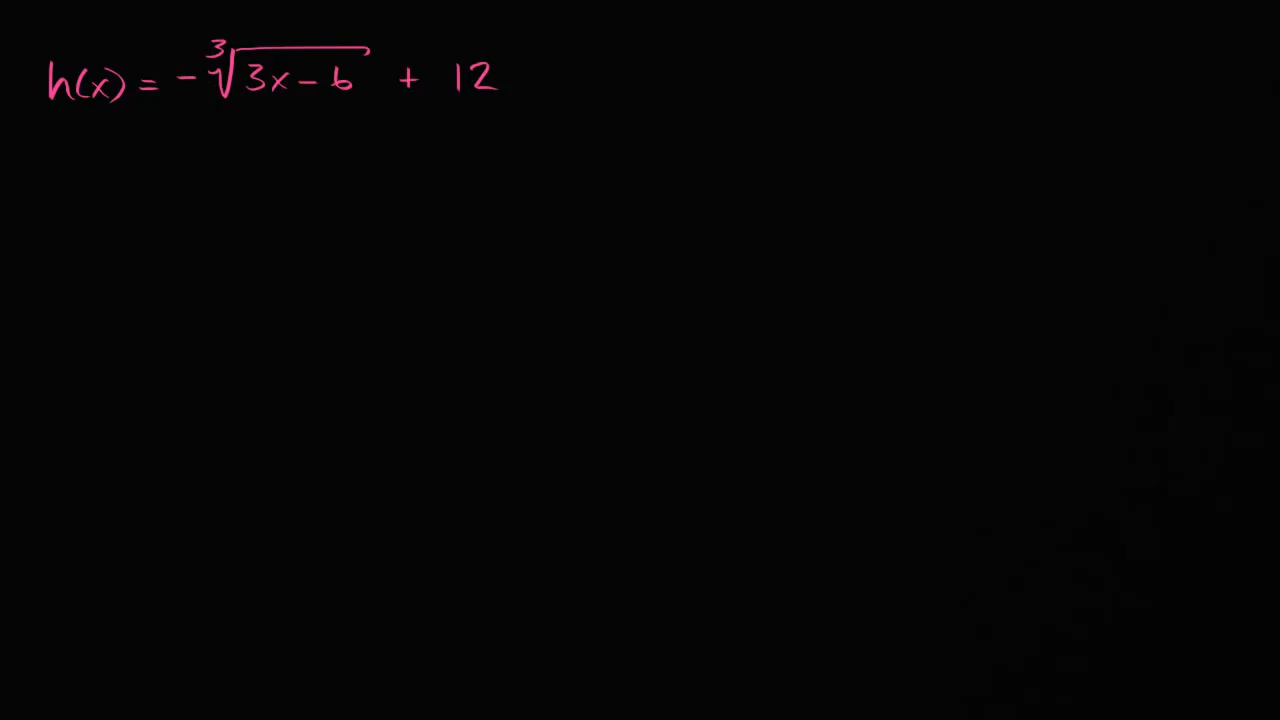 h(x) = -∛(3x - 6) + 12